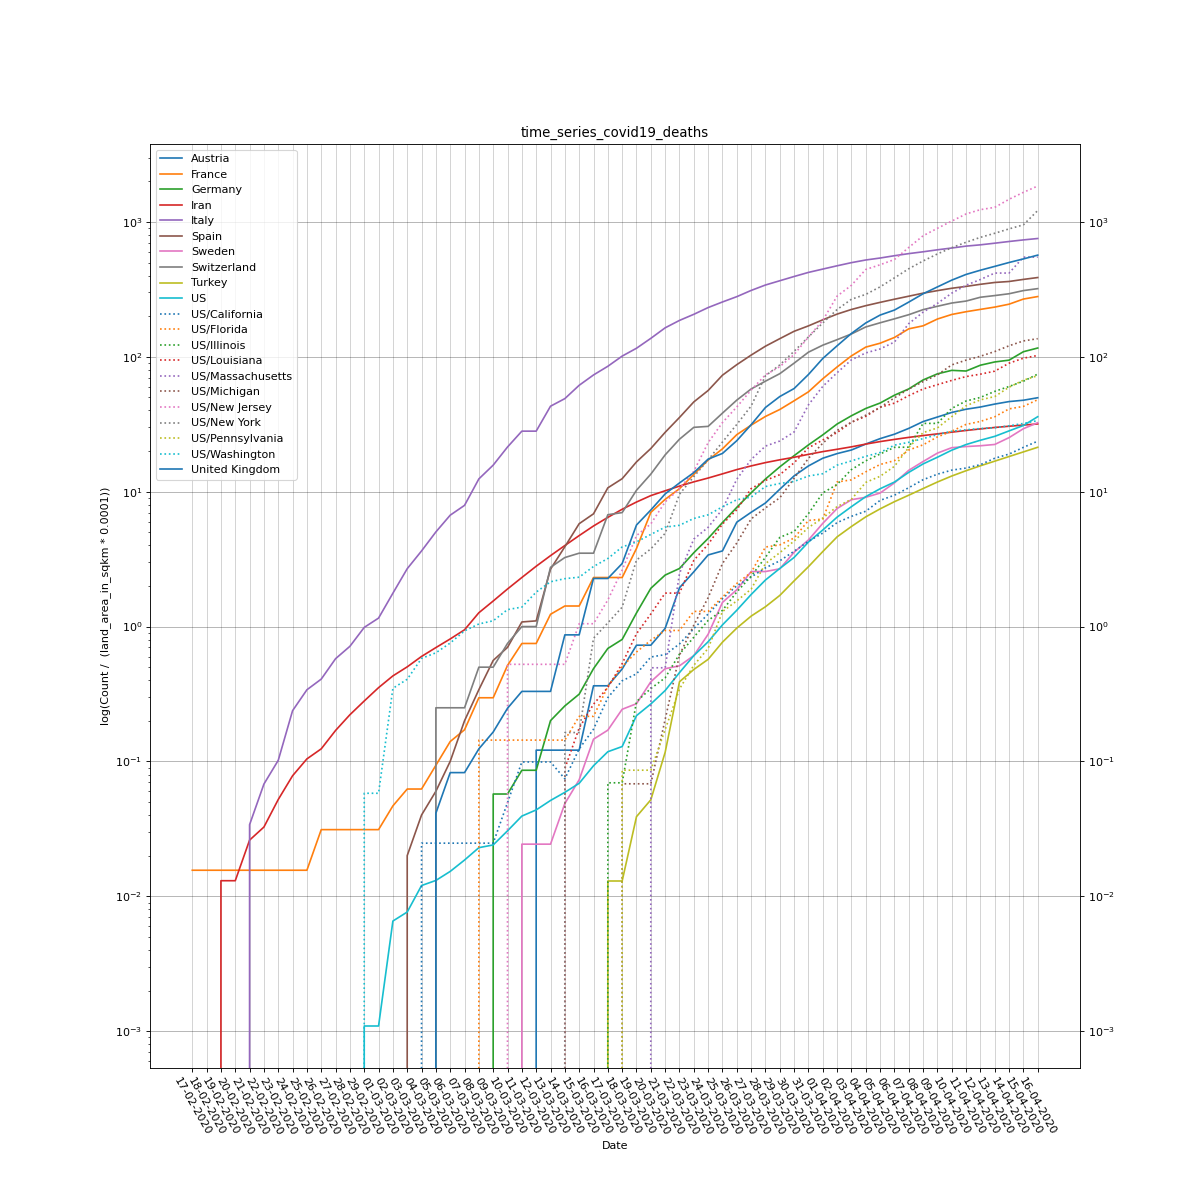 time_series_covid19_deaths
Austria
France
Germany
Iran
Italy
Spain
Sweden
Switzerland
Turkey
US
US/California
US/Florida
US/Illinois
US/Louisiana
US/Massachusetts
US/Michigan
US/New Jersey
US/New York
US/Pennsylvania
US/Washington
United Kingdom
log(Count / (land_area_in_sqkm * 0.0001))
10³ 10³
10² 10²
10¹ 10¹
10⁰ 10⁰
10⁻¹ 10⁻¹
10⁻² 10⁻²
10⁻³ 10⁻³
17-02-2020
18-02-2020
19-02-2020
20-02-2020
21-02-2020
22-02-2020
23-02-2020
24-02-2020
25-02-2020
26-02-2020
27-02-2020
28-02-2020
29-02-2020
01-03-2020
02-03-2020
03-03-2020
04-03-2020
05-03-2020
06-03-2020
07-03-2020
08-03-2020
09-03-2020
10-03-2020
11-03-2020
12-03-2020
13-03-2020
14-03-2020
15-03-2020
16-03-2020
17-03-2020
18-03-2020
19-03-2020
20-03-2020
21-03-2020
22-03-2020
23-03-2020
24-03-2020
25-03-2020
26-03-2020
27-03-2020
28-03-2020
29-03-2020
30-03-2020
31-03-2020
01-04-2020
02-04-2020
03-04-2020
04-04-2020
05-04-2020
06-04-2020
07-04-2020
08-04-2020
09-04-2020
10-04-2020
11-04-2020
12-04-2020
13-04-2020
14-04-2020
15-04-2020
16-04-2020
Date